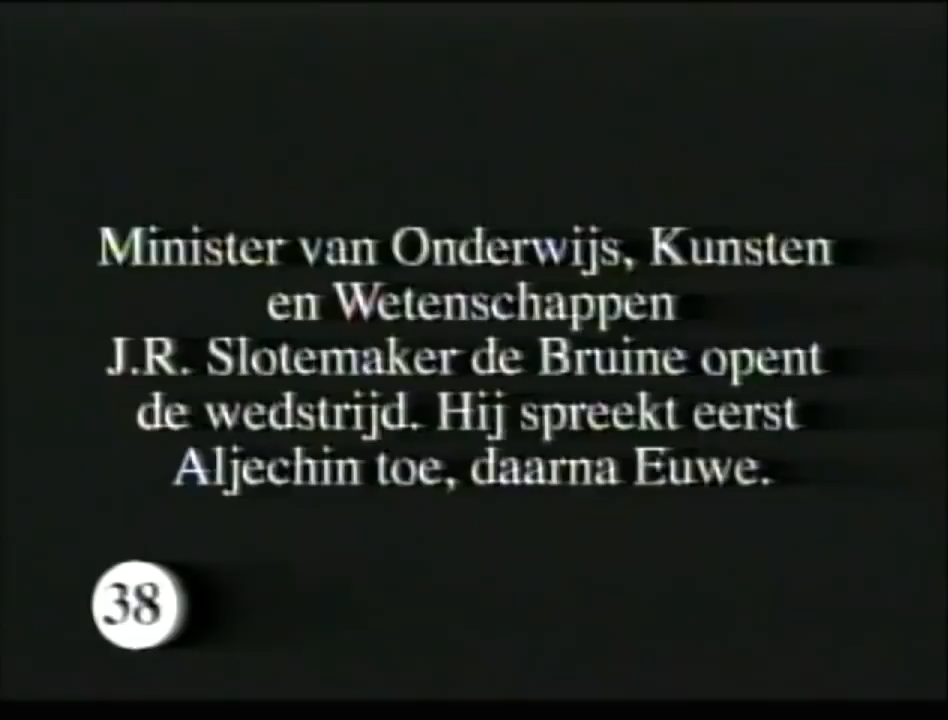 Minister van Onderwijs, Kunsten
en Wetenschappen
J.R. Slotemaker de Bruine opent
de wedstrijd. Hij spreekt eerst
Aljechin toe, daarna Euwe.
38